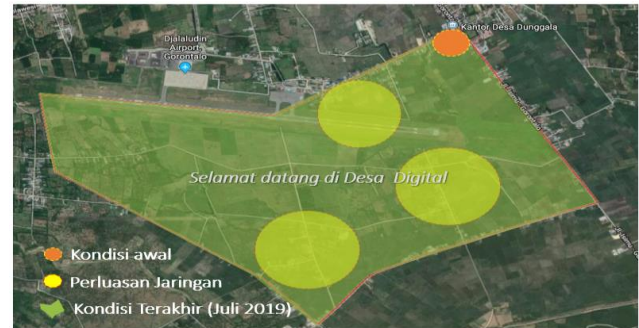 Kantor Desa Dunggala
Djalaludin
Airport,
Gorontalo
Selamat datang di Desa Digital
Kondisi awal
Perluasan Jaringan
Kondisi Terakhir (Juli 2019)